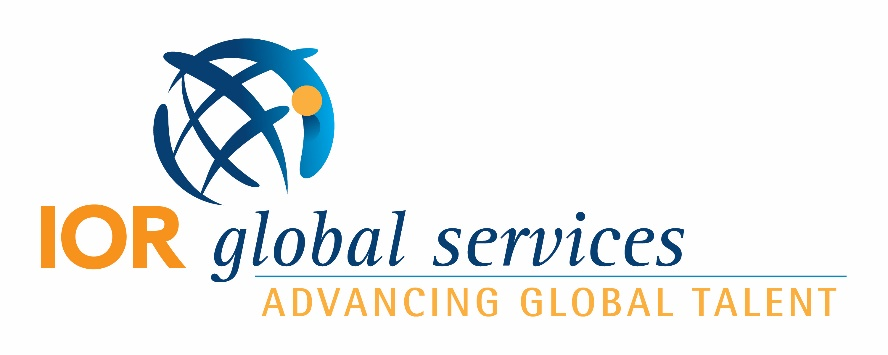 IOR global services
ADVANCING GLOBAL TALENT